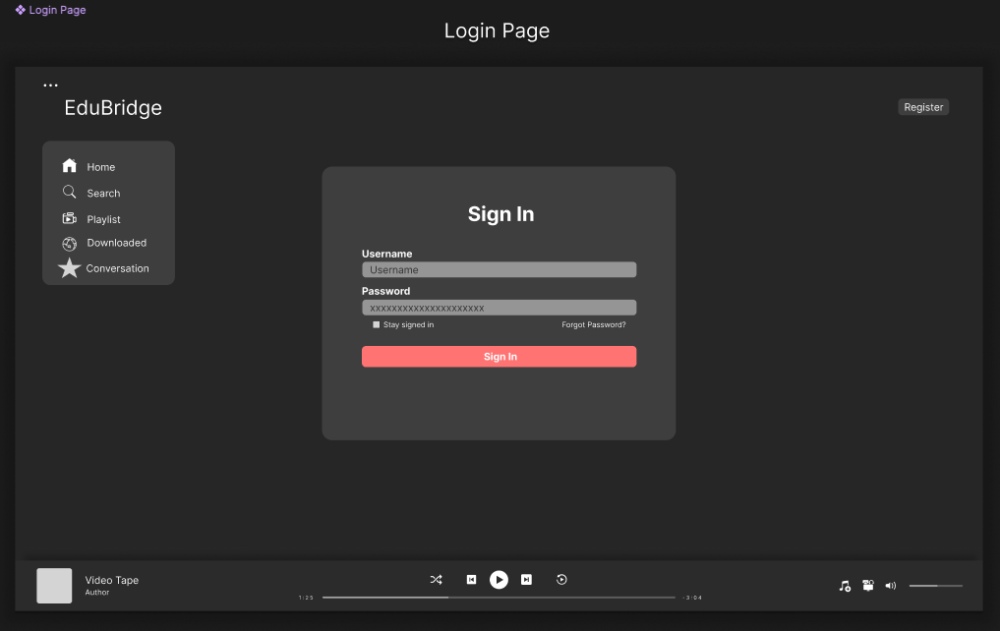 Login Page
Login Page
EduBridge
Register
Home
Search
Playlist
Downloaded
Conversation
Sign In
Username
Username
Password
xxxxxxxxxxxxxxxxxxxxx
Stay signed in
Forgot Password?
Sign In
Video Tape
Author
1:25
-3:04